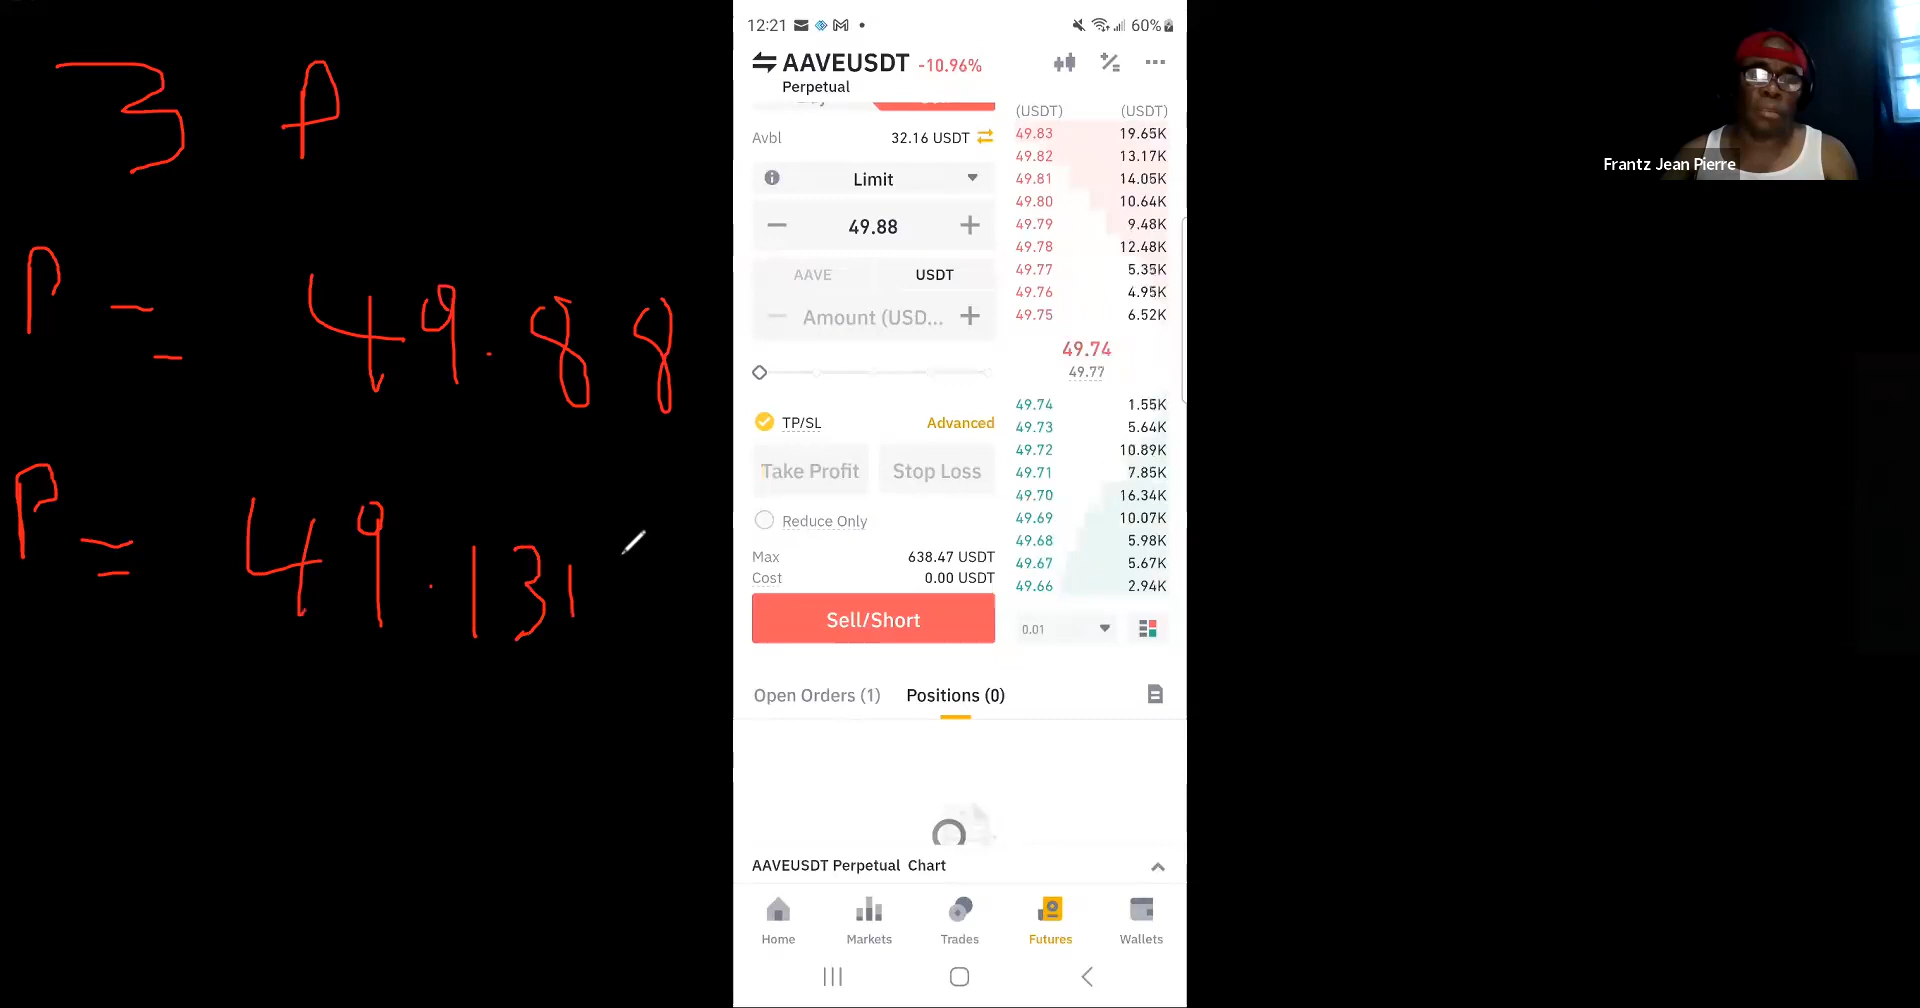 3 P
P = 49.88
P = 49.131
12:21 60%
AAVEUSDT -10.96%
Perpetual
Avbl 32.16 USDT
Limit
49.88
AAVE USDT
Amount (USD...
TP/SL Advanced
Take Profit Stop Loss
Reduce Only
Max 638.47 USDT
Cost 0.00 USDT
Sell/Short
(USDT) (USDT)
49.83 19.65K
49.82 13.17K
49.81 14.05K
49.80 10.64K
49.79 9.48K
49.78 12.48K
49.77 5.35K
49.76 4.95K
49.75 6.52K
49.74
49.77
49.74 1.55K
49.73 5.64K
49.72 10.89K
49.71 7.85K
49.70 16.34K
49.69 10.07K
49.68 5.98K
49.67 5.67K
49.66 2.94K
0.01
Open Orders (1) Positions (0)
AAVEUSDT Perpetual Chart
Home Markets Trades Futures Wallets
Frantz Jean Pierre